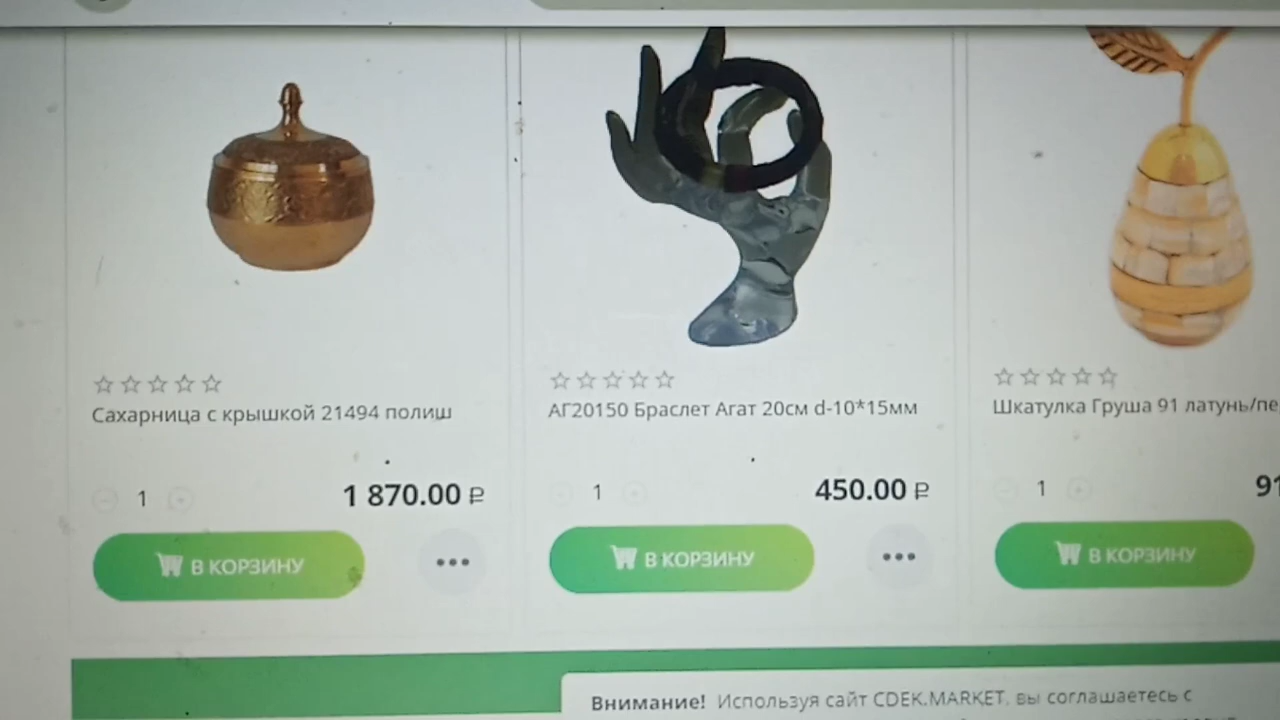 Сахарница с крышкой 21494 полиш
1
1 870.00 ₽
В КОРЗИНУ
АГ20150 Браслет Агат 20см d-10*15мм
1
450.00 ₽
В КОРЗИНУ
Шкатулка Груша 91 латунь/пе
1
91
В КОРЗИНУ
Внимание! Используя сайт CDEK.MARKET, вы соглашаетесь с